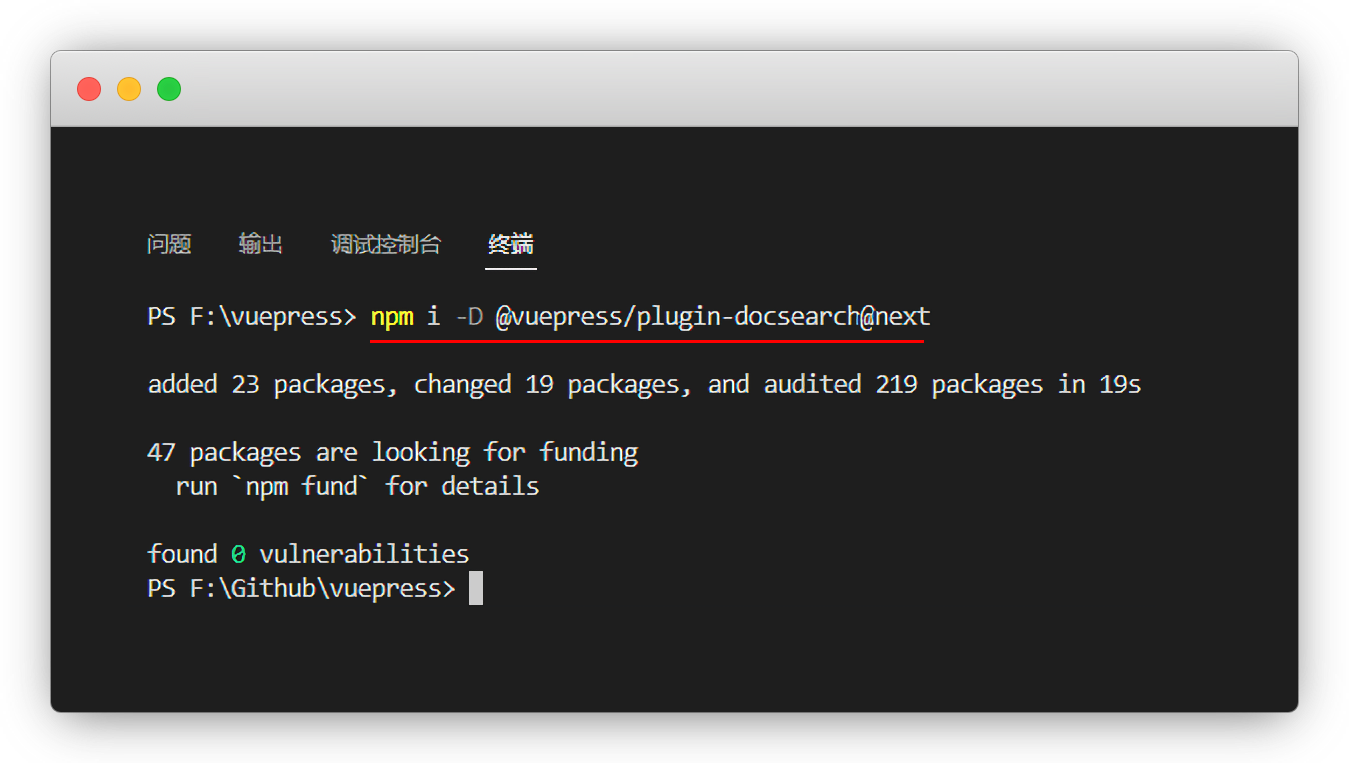 问题 输出 调试控制台 终端
PS F:\vuepress> npm i -D @vuepress/plugin-docsearch@next
added 23 packages, changed 19 packages, and audited 219 packages in 19s
47 packages are looking for funding
  run `npm fund` for details
found 0 vulnerabilities
PS F:\Github\vuepress>